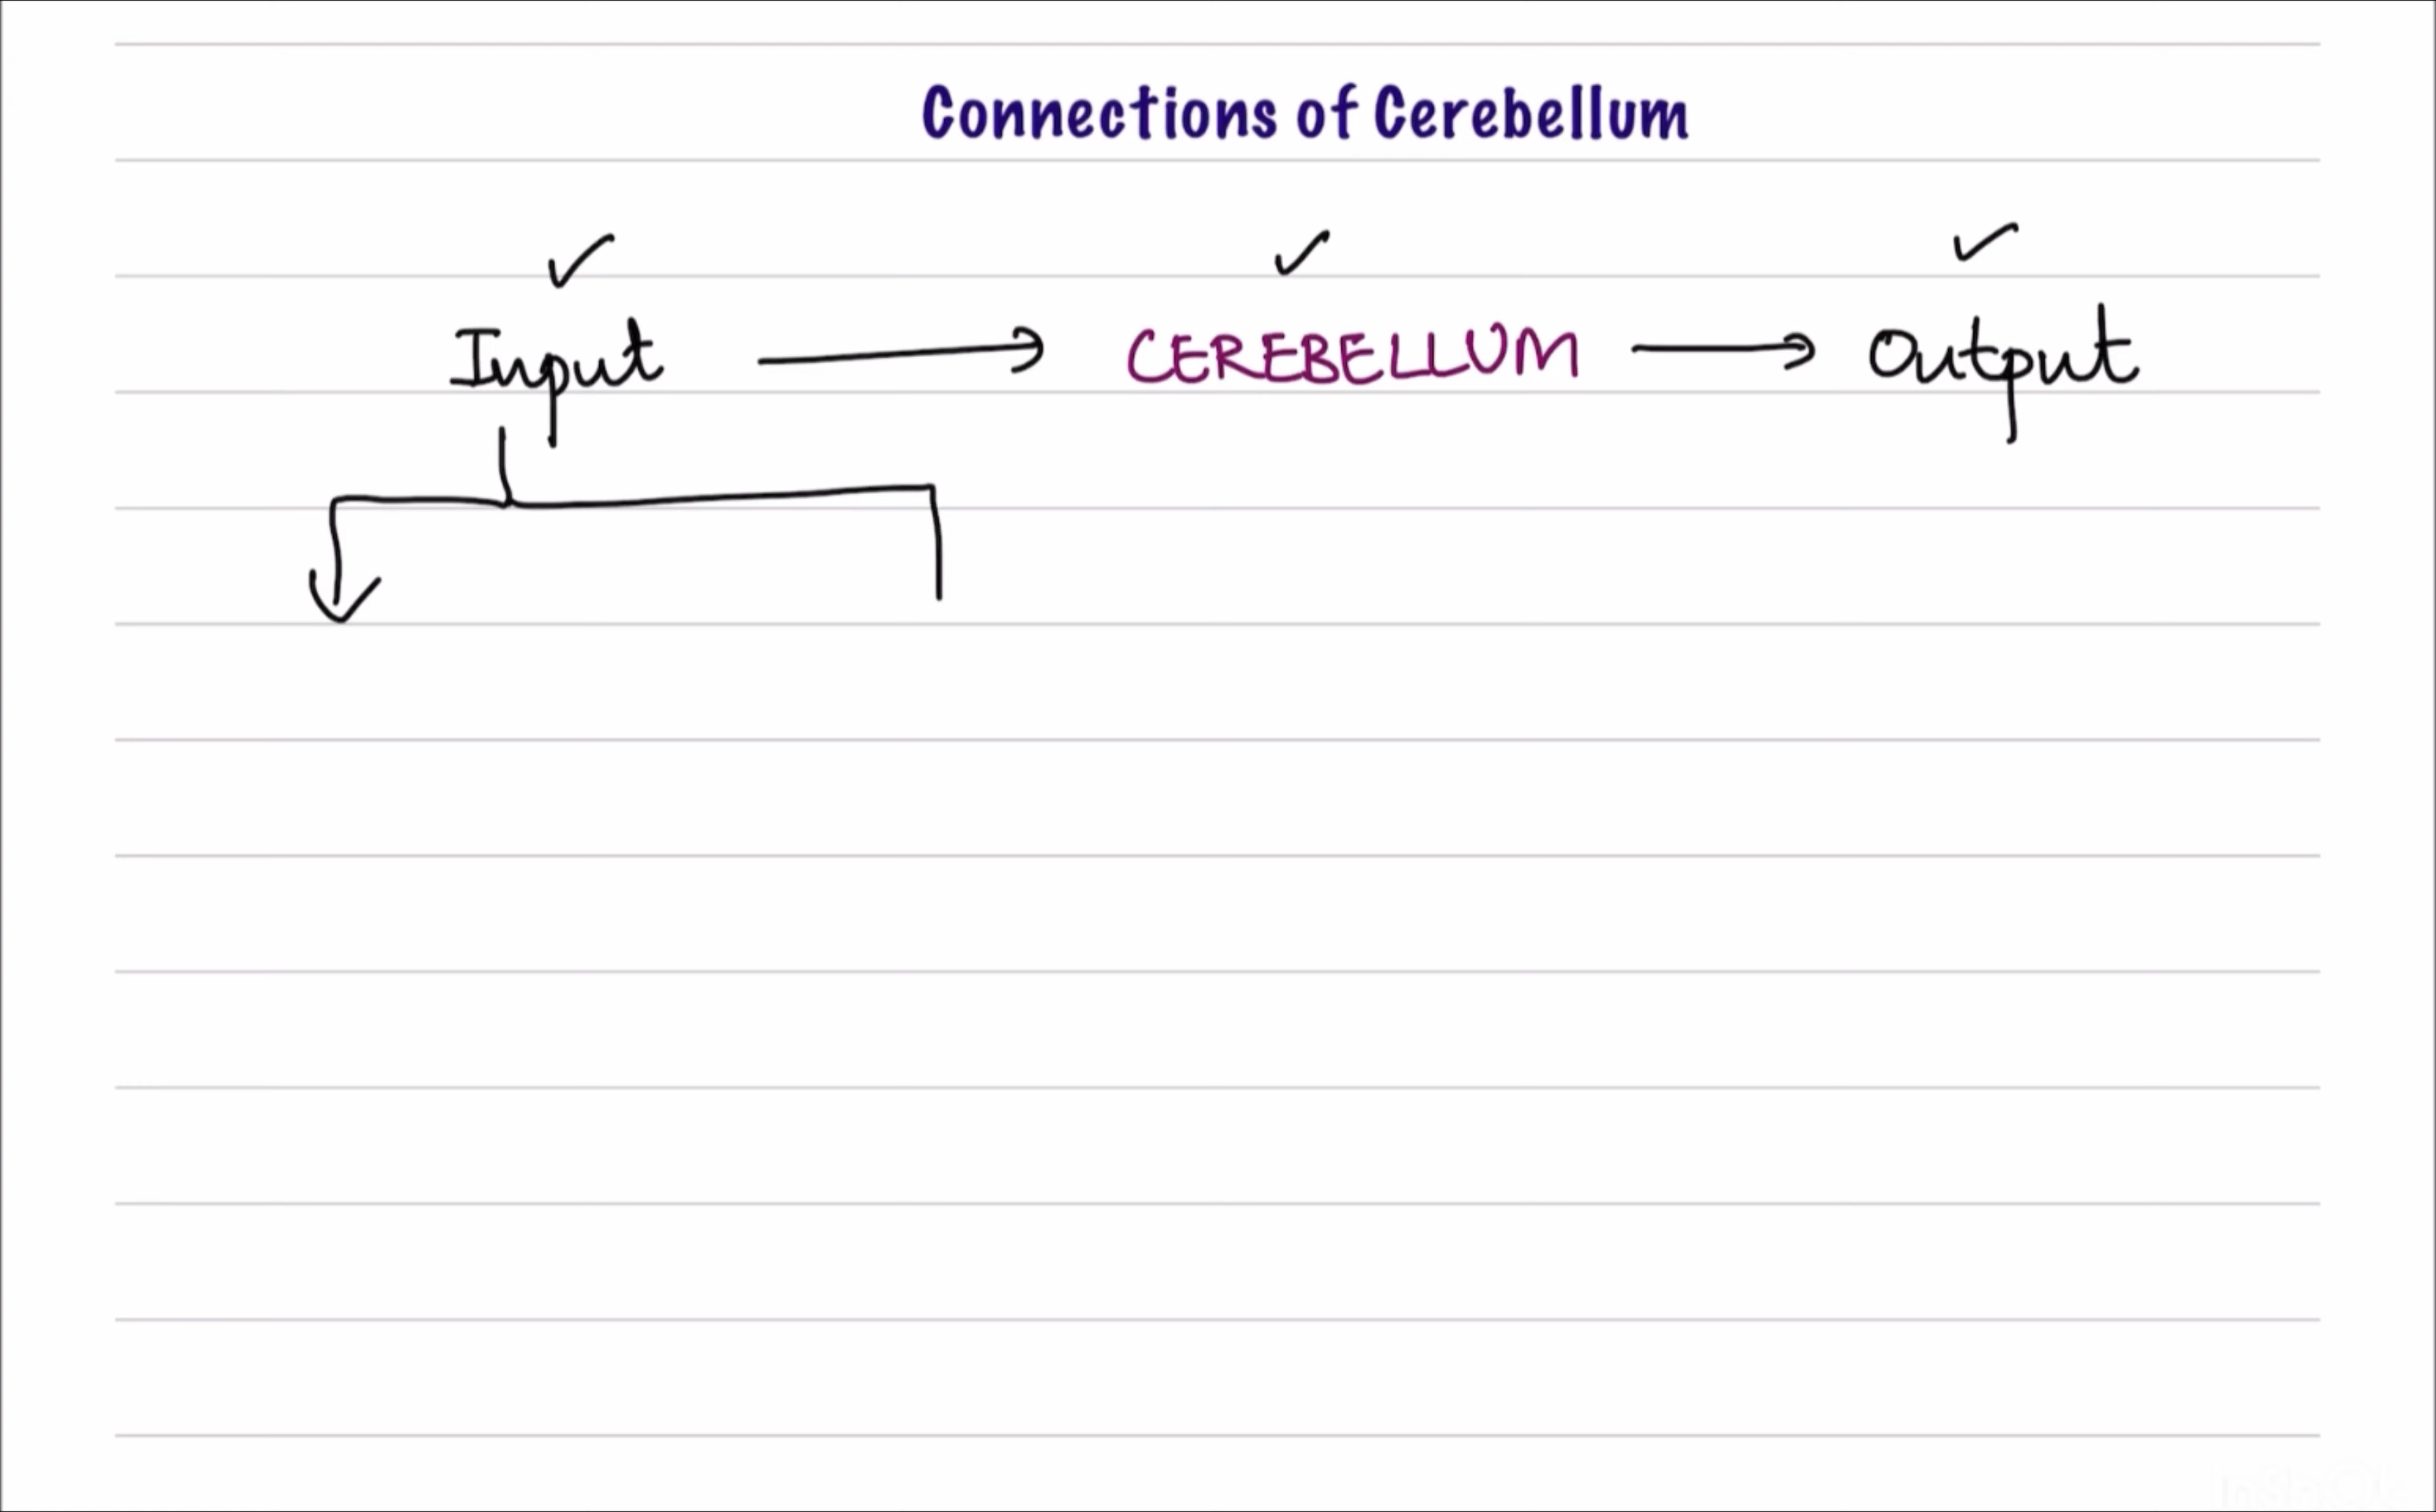 Connections of Cerebellum
Input → CEREBELLUM → Output